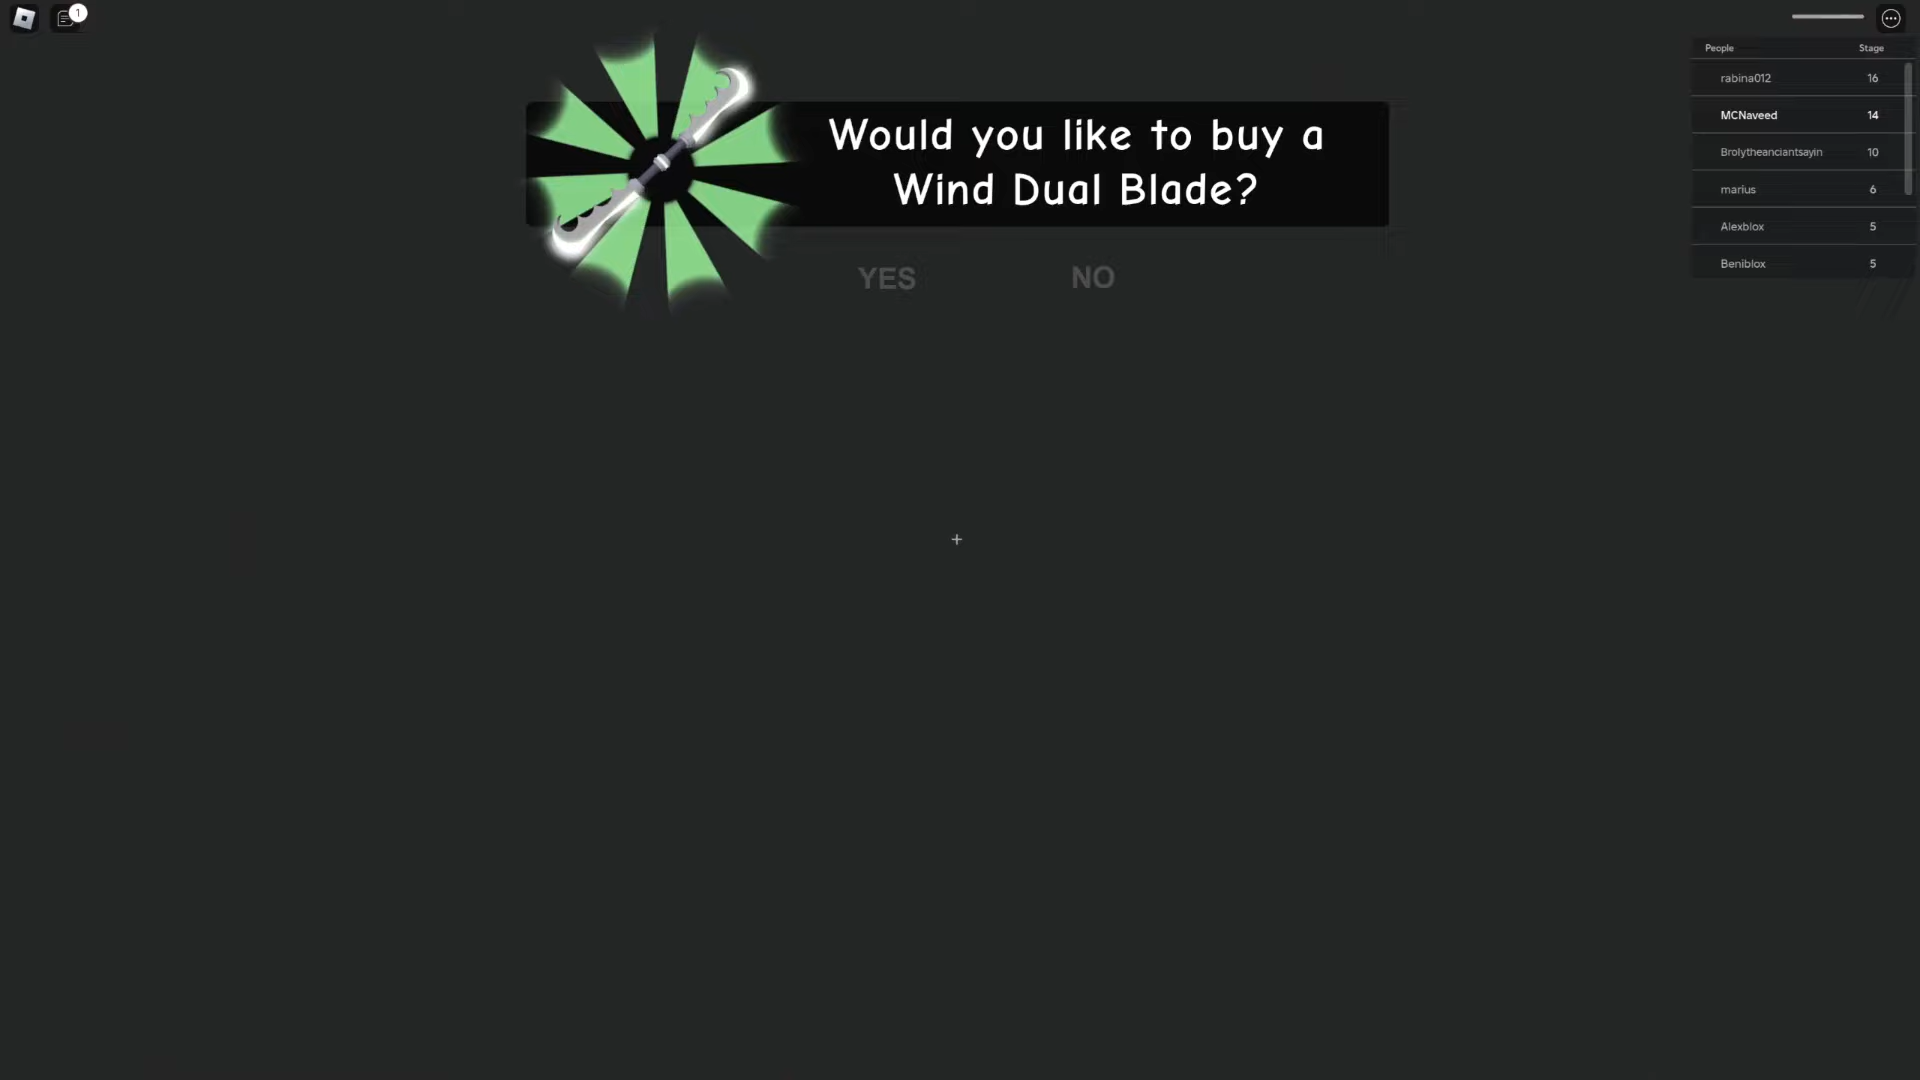 1
People Stage
rabina012 16
MCNaveed 14
Brolytheanciantsayin 10
marius 6
Alexblox 5
Beniblox 5
Would you like to buy a
Wind Dual Blade?
YES NO